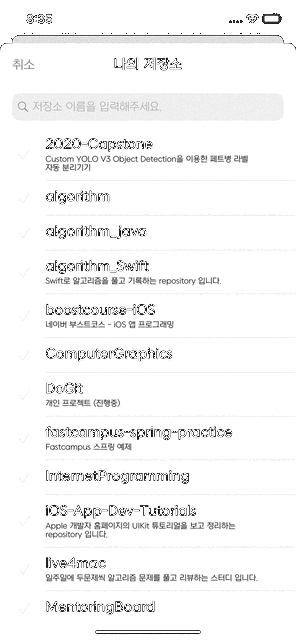 9:35
취소
나의 저장소
저장소 이름을 입력해주세요.
2020-Capstone
Custom YOLO V3 Object Detection을 이용한 페트병 라벨
자동 분리기기
algorithm
algorithm_java
algorithm_Swift
Swift로 알고리즘을 풀고 기록하는 repository 입니다.
boostcourse-iOS
네이버 부스트코스 - iOS 앱 프로그래밍
ComputerGraphics
DoGit
개인 프로젝트 (진행중)
fastcampus-spring-practice
Fastcampus 스프링 예제
InternetProgramming
iOS-App-Dev-Tutorials
Apple 개발자 홈페이지의 UIKit 튜토리얼을 보고 정리하는
repository 입니다.
live4mac
일주일에 두문제씩 알고리즘 문제를 풀고 리뷰하는 스터디 입니다.
MentoringBoard